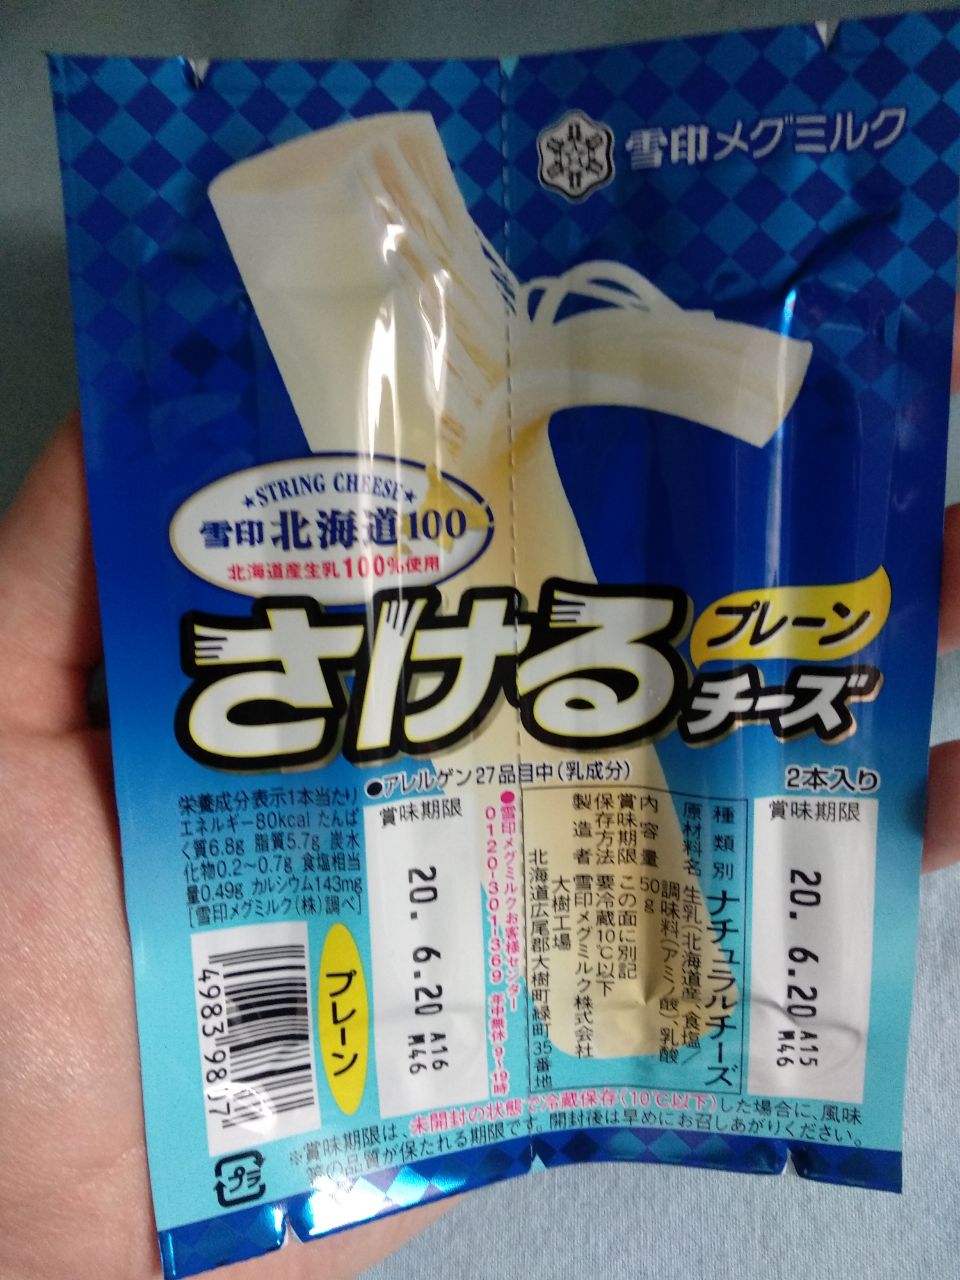 雪印メグミルク
★STRING CHEESE★
雪印 北海道100
北海道産生乳100%使用
さける
プレーン
チーズ
●アレルゲン27品目中(乳成分)
2本入り
栄養成分表示1本当たり
エネルギー80kcal たんぱ
く質6.8g 脂質5.7g 炭水
化物0.2～0.7g 食塩相当
量0.49g カルシウム143mg
[雪印メグミルク(株)調べ]
賞味期限
20. 6.20 A16
M46
●雪印メグミルクお客様センター
0120-301-369 年中無休 9～19時
種類別 ナチュラルチーズ
原材料名 生乳(北海道産)、食塩/
調味料(アミノ酸)、乳酸
内容量 50g
賞味期限 この面に別記
保存方法 要冷蔵10℃以下
製造者 雪印メグミルク株式会社
大樹工場
北海道広尾郡大樹町緑町35番地
賞味期限
20. 6.20 A15
M46
プレーン
49839807
プラ
※賞味期限は、未開封の状態で冷蔵保存(10℃以下)した場合に、風味
等の品質が保たれる期限です。開封後は早めにお召しあがりください。